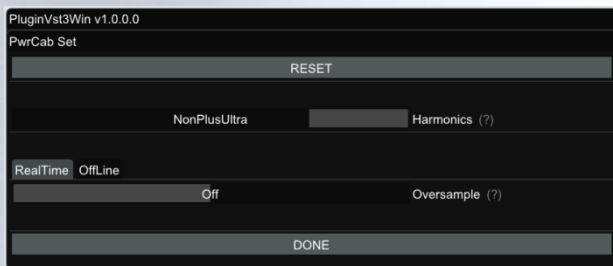 PluginVst3Win v1.0.0.0
PwrCab Set
RESET
NonPlusUltra Harmonics (?)
RealTime OffLine
Off Oversample (?)
DONE